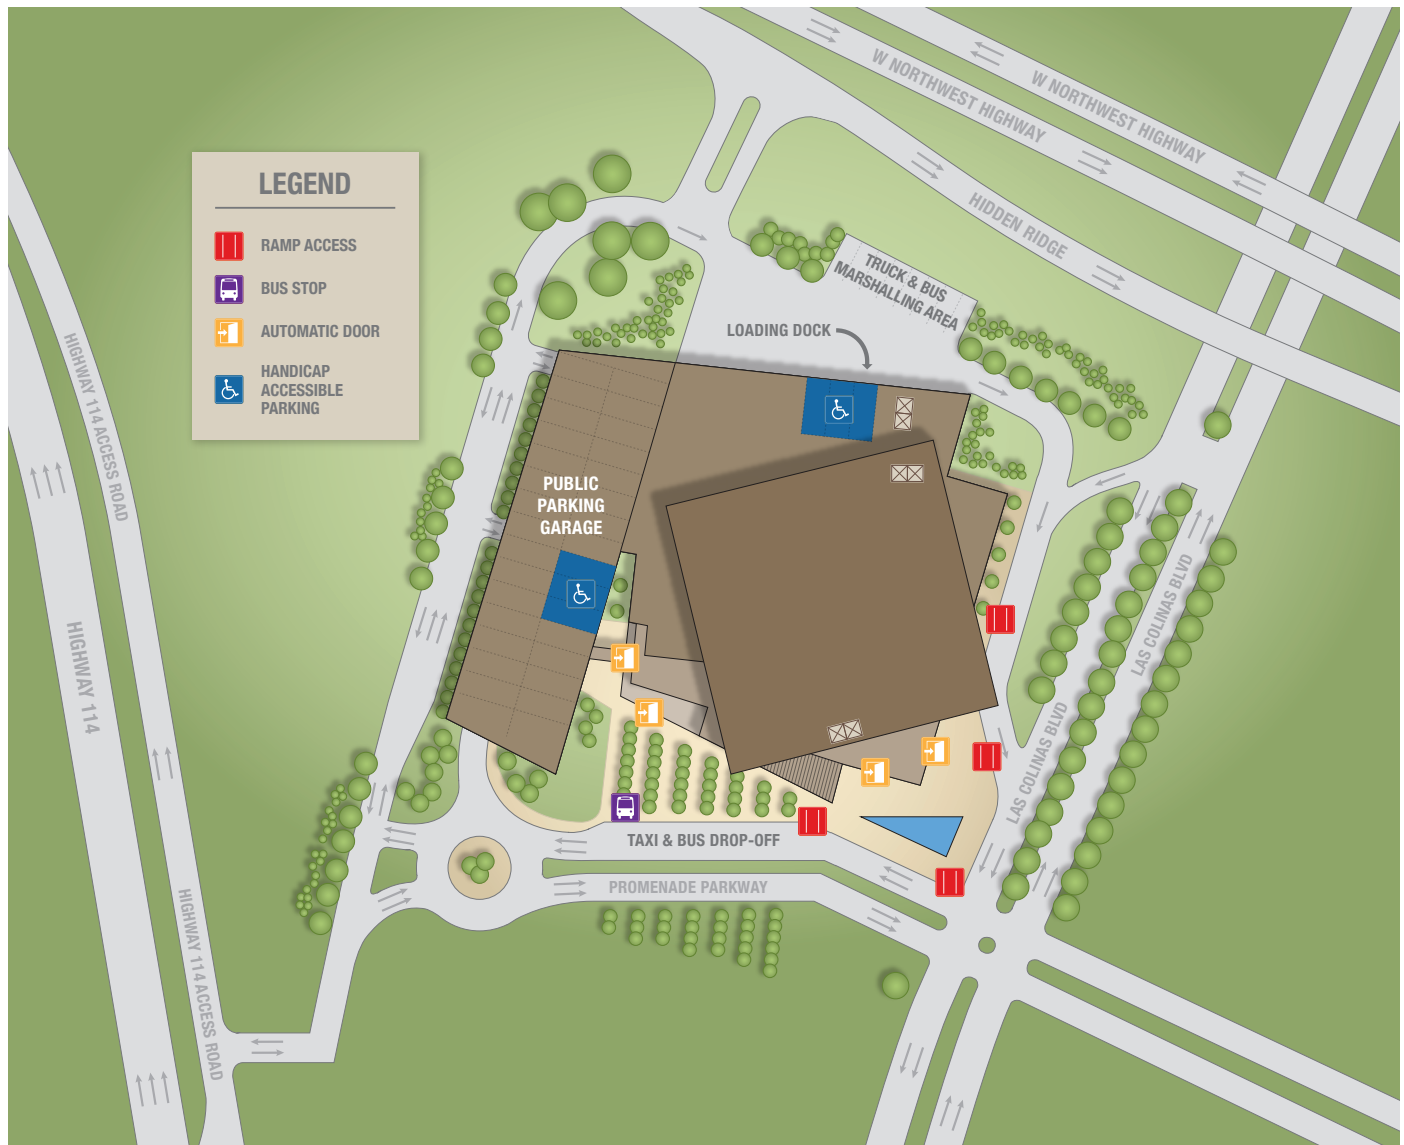 LEGEND
RAMP ACCESS
BUS STOP
AUTOMATIC DOOR
HANDICAP
ACCESSIBLE
PARKING
W NORTHWEST HIGHWAY
W NORTHWEST HIGHWAY
HIDDEN RIDGE
TRUCK & BUS
MARSHALLING AREA
LOADING DOCK
HIGHWAY 114 ACCESS ROAD
PUBLIC
PARKING
GARAGE
HIGHWAY 114
LAS COLINAS BLVD
LAS COLINAS BLVD
TAXI & BUS DROP-OFF
PROMENADE PARKWAY
HIGHWAY 114 ACCESS ROAD